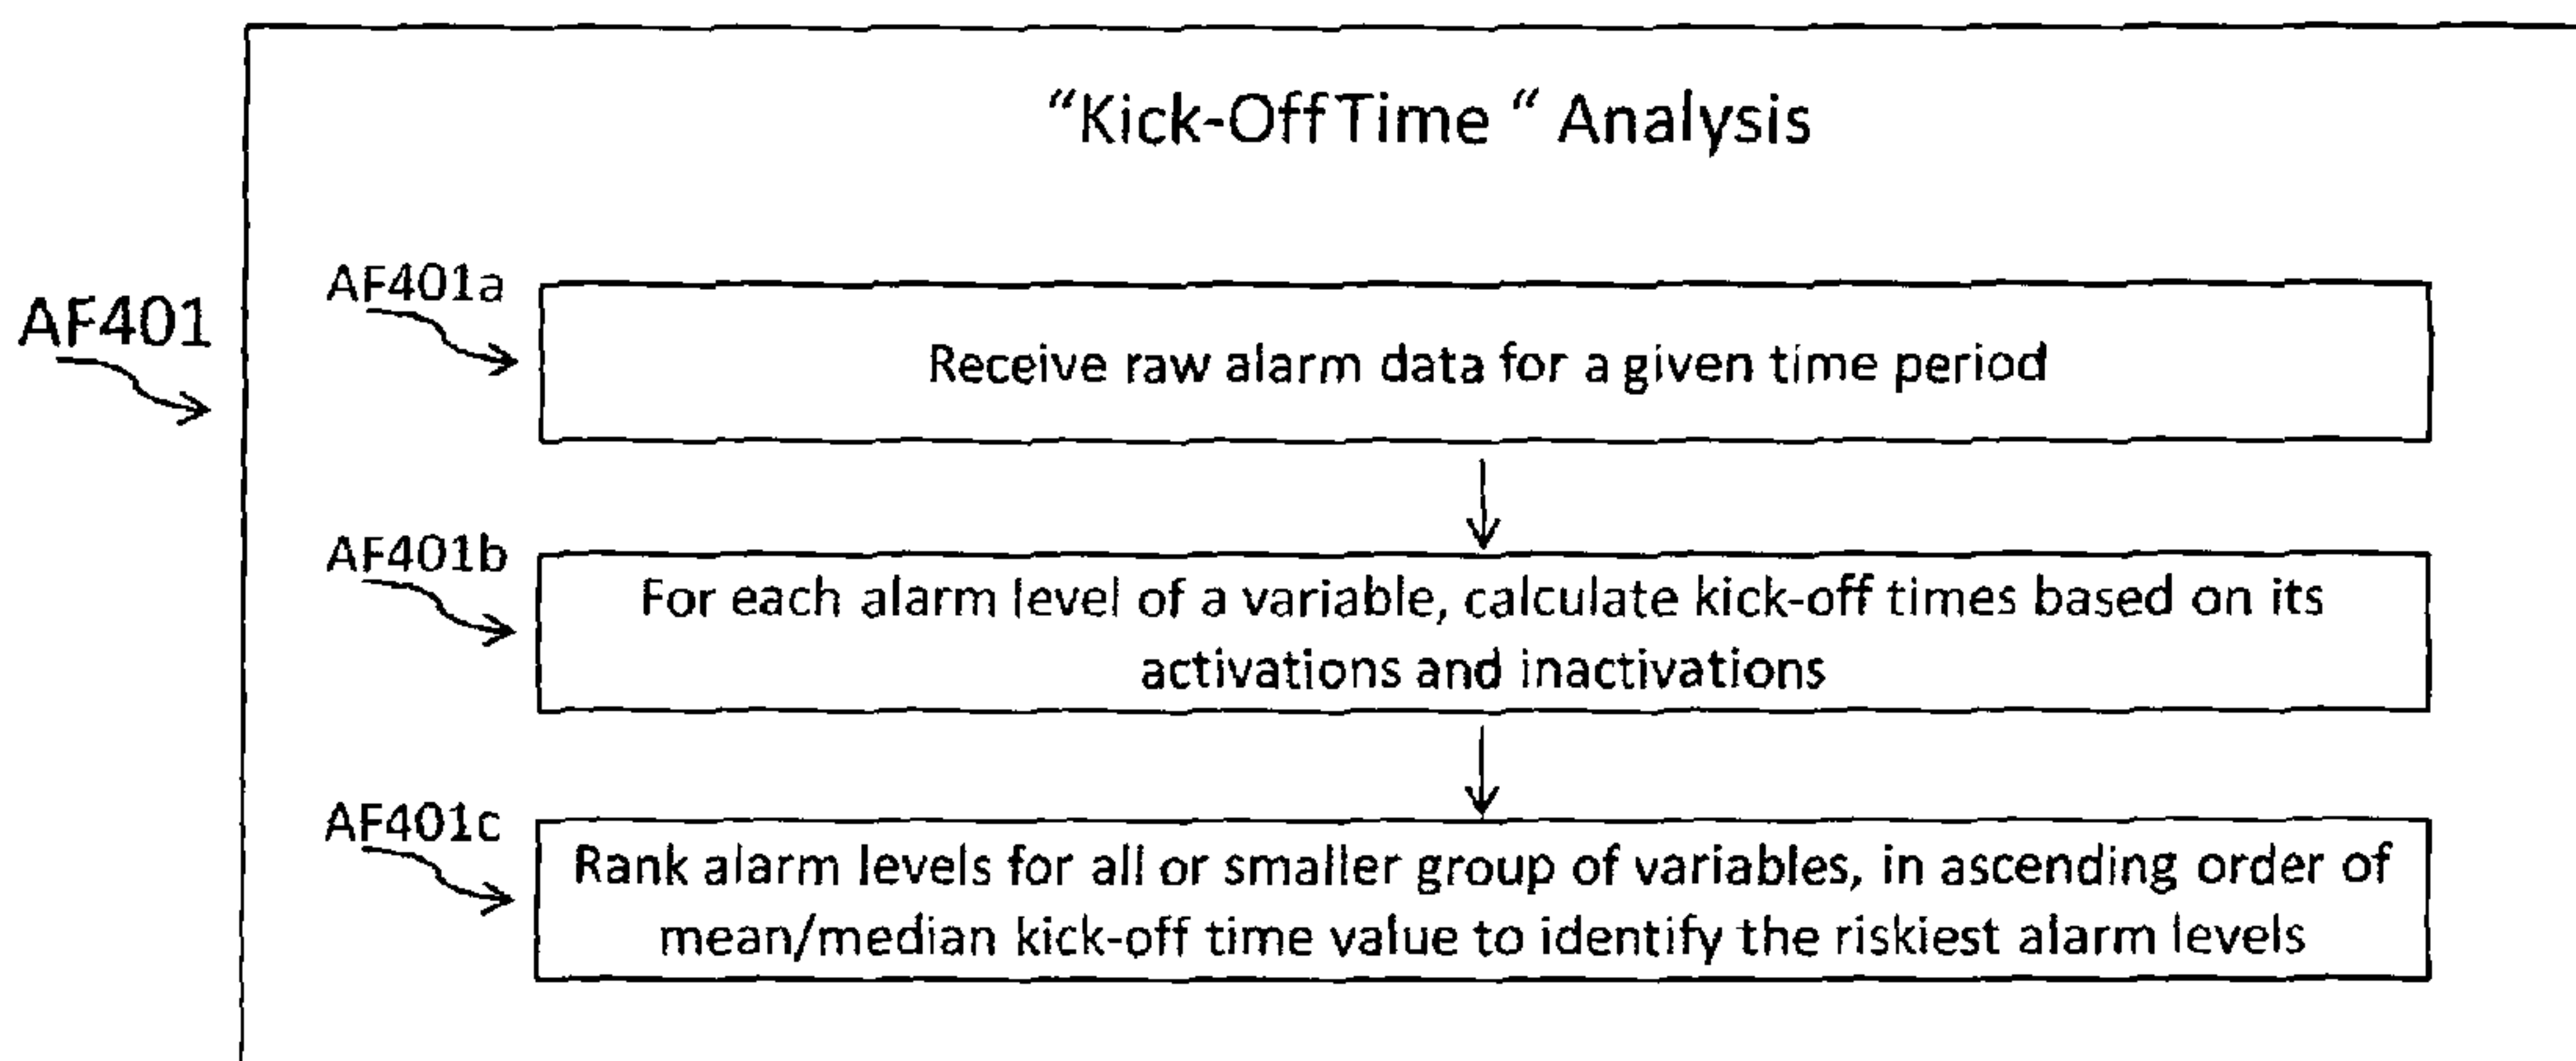 “Kick-Off Time “ Analysis
AF401
AF401a
Receive raw alarm data for a given time period
AF401b
For each alarm level of a variable, calculate kick-off times based on its
activations and inactivations
AF401c
Rank alarm levels for all or smaller group of variables, in ascending order of
mean/median kick-off time value to identify the riskiest alarm levels